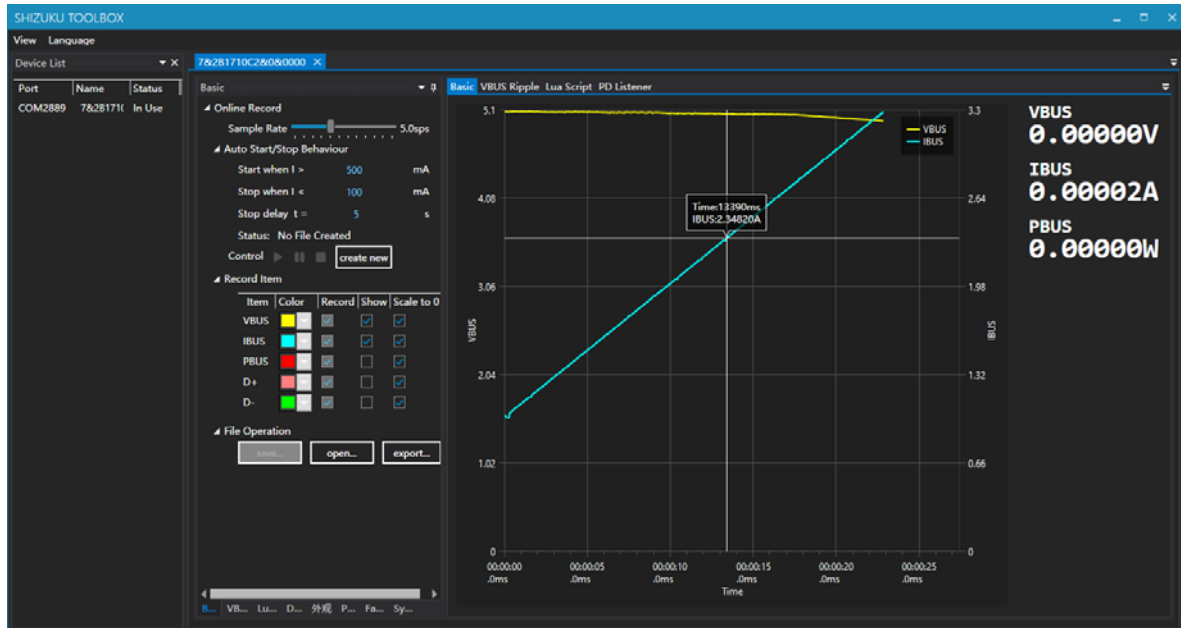 SHIZUKU TOOLBOX
View Language
Device List
Port Name Status
COM2889 7&28171( In Use
7&2B1710C2&0&0000
Basic
Online Record
Sample Rate 5.0sps
Auto Start/Stop Behaviour
Start when I > 500 mA
Stop when I < 100 mA
Stop delay t = 5 s
Status: No File Created
Control create new
Record Item
Item Color Record Show Scale to 0
VBUS
IBUS
PBUS
D+
D-
File Operation
save... open... export...
B... VB... Lu... D... 外观 P... Fa... Sy...
Basic VBUS Ripple Lua Script PD Listener
5.1
4.08
3.06
2.04
1.02
0
VBUS
VBUS
IBUS
Time:13390ms
IBUS:2.34820A
3.3
2.64
1.98
1.32
0.66
0
IBUS
00:00:00 00:00:05 00:00:10 00:00:15 00:00:20 00:00:25
.0ms .0ms .0ms .0ms .0ms .0ms
Time
VBUS
0.00000V
IBUS
0.00002A
PBUS
0.00000W